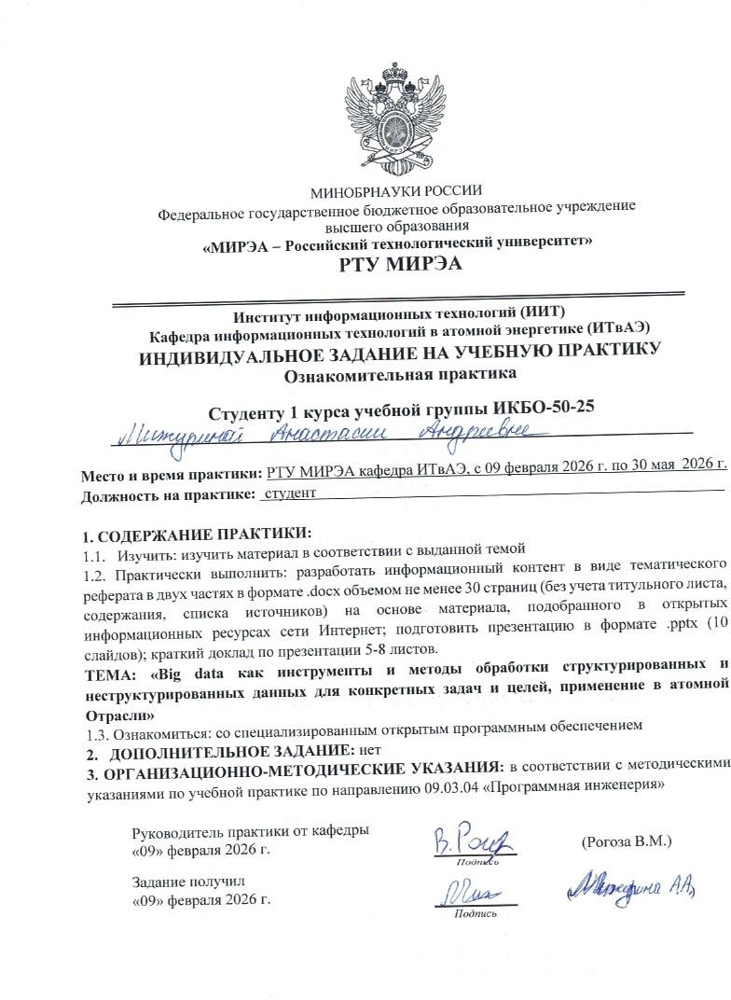 МИНОБРНАУКИ РОССИИ
Федеральное государственное бюджетное образовательное учреждение
высшего образования
«МИРЭА – Российский технологический университет»
РТУ МИРЭА
Институт информационных технологий (ИИТ)
Кафедра информационных технологий в атомной энергетике (ИТвАЭ)
ИНДИВИДУАЛЬНОЕ ЗАДАНИЕ НА УЧЕБНУЮ ПРАКТИКУ
Ознакомительная практика
Студенту 1 курса учебной группы ИКБО-50-25
Анастасии Андреевне
Место и время практики: РТУ МИРЭА кафедра ИТвАЭ, с 09 февраля 2026 г. по 30 мая 2026 г.
Должность на практике: студент
1. СОДЕРЖАНИЕ ПРАКТИКИ:
1.1. Изучить: изучить материал в соответствии с выданной темой
1.2. Практически выполнить: разработать информационный контент в виде тематического
реферата в двух частях в формате .docx объемом не менее 30 страниц (без учета титульного листа,
содержания, списка источников) на основе материала, подобранного в открытых
информационных ресурсах сети Интернет; подготовить презентацию в формате .pptx (10
слайдов); краткий доклад по презентации 5-8 листов.
ТЕМА: «Big data как инструменты и методы обработки структурированных и
неструктурированных данных для конкретных задач и целей, применение в атомной
Отрасли»
1.3. Ознакомиться: со специализированным открытым программным обеспечением
2. ДОПОЛНИТЕЛЬНОЕ ЗАДАНИЕ: нет
3. ОРГАНИЗАЦИОННО-МЕТОДИЧЕСКИЕ УКАЗАНИЯ: в соответствии с методическими
указаниями по учебной практике по направлению 09.03.04 «Программная инженерия»
Руководитель практики от кафедры
«09» февраля 2026 г. (Рогоза В.М.)
Подпись
Задание получил
«09» февраля 2026 г.
Подпись